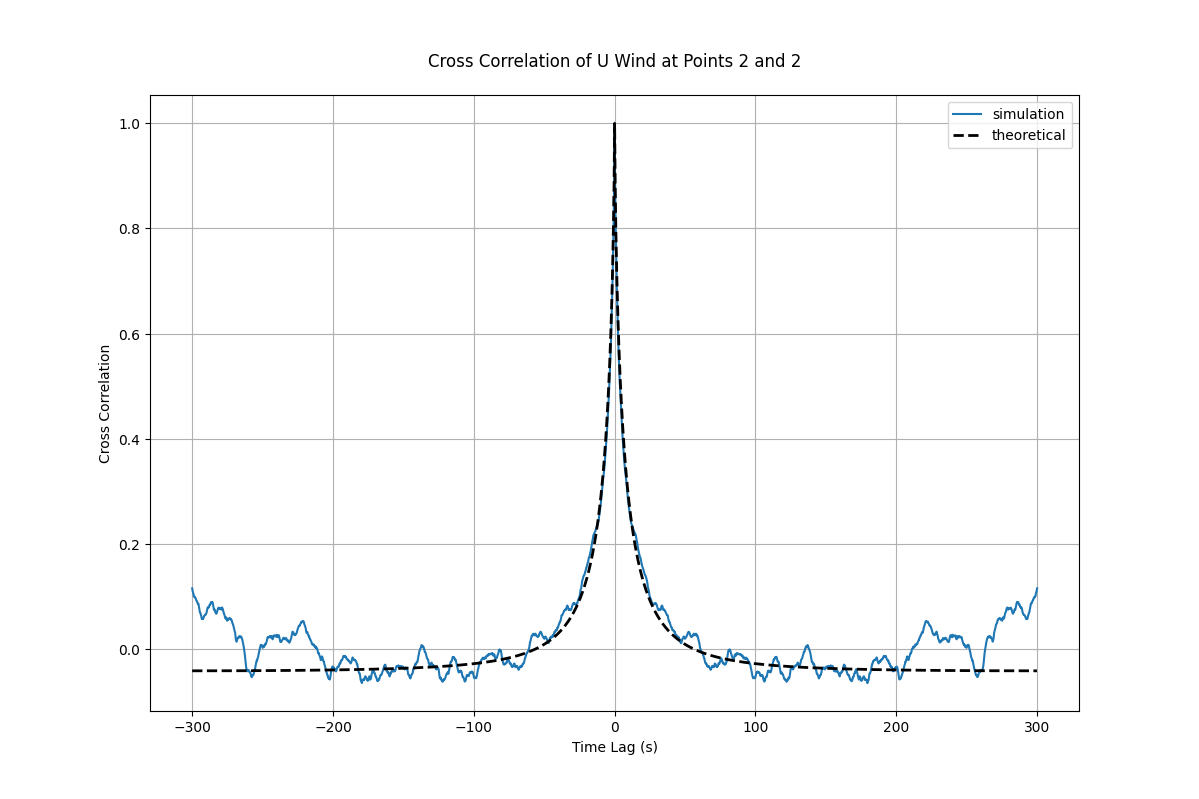 Cross Correlation of U Wind at Points 2 and 2
simulation
theoretical
1.0
0.8
0.6
0.4
0.2
0.0
Cross Correlation
−300
−200
−100
0
100
200
300
Time Lag (s)